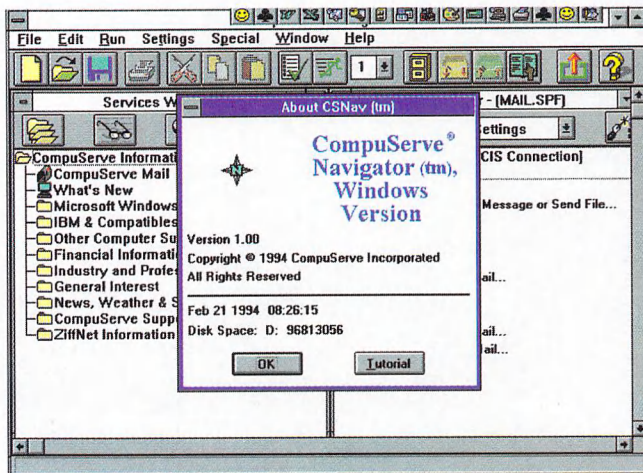 File Edit Run Settings Special Window Help
1
Services W
r - (MAIL.SPF)
ettings
About CSNav (tm)
CompuServe®
Navigator (tm),
Windows
Version
N
Version 1.00
Copyright © 1994 CompuServe Incorporated
All Rights Reserved
Feb 21 1994 08:26:15
Disk Space: D: 96813056
OK Tutorial
CompuServe Informati
CompuServe Mail
What's New
Microsoft Windows
IBM & Compatibles
Other Computer Su
Financial Informati
Industry and Profes
General Interest
News, Weather & S
CompuServe Supp
ZiffNet Information
CIS Connection]
Message or Send File...
ail...
ail...
ail...